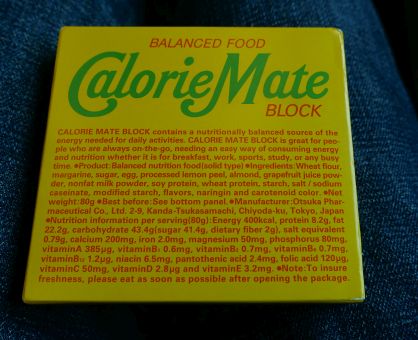 BALANCED FOOD
CalorieMate
BLOCK
CALORIE MATE BLOCK contains a nutritionally balanced source of the
energy needed for daily activities. CALORIE MATE BLOCK is great for peo-
ple who are always on-the-go, needing an easy way of consuming energy
and nutrition whether it is for breakfast, work, sports, study, or any busy
time. ●Product:Balanced nutrition food(solid type) ●Ingredients:Wheat flour,
margarine, sugar, egg, processed lemon peel, almond, grapefruit juice pow-
der, nonfat milk powder, soy protein, wheat protein, starch, salt / sodium
caseinate, modified starch, flavors, naringin and carotenoid color. ●Net
weight:80g ●Best before:See bottom panel. ●Manufacturer:Otsuka Phar-
maceutical Co., Ltd. 2-9, Kanda-Tsukasamachi, Chiyoda-ku, Tokyo, Japan
●Nutrition information per serving(80g):Energy 400kcal, protein 8.2g, fat
22.2g, carbohydrate 43.4g(sugar 41.4g, dietary fiber 2g), salt equivalent
0.79g, calcium 200mg, iron 2.0mg, magnesium 50mg, phosphorus 80mg,
vitaminA 385μg, vitaminB₁ 0.6mg, vitaminB₂ 0.7mg, vitaminB₆ 0.7mg,
vitaminB₁₂ 1.2μg, niacin 6.5mg, pantothenic acid 2.4mg, folic acid 120μg,
vitaminC 50mg, vitaminD 2.8μg and vitaminE 3.2mg. ●Note:To insure
freshness, please eat as soon as possible after opening the package.